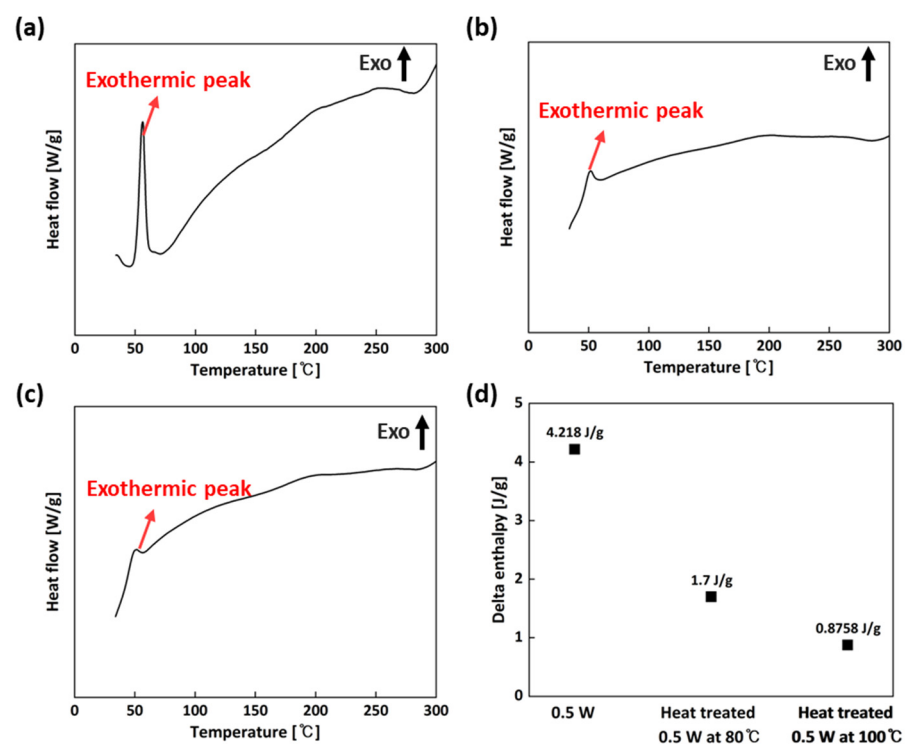 (a)
Exo
Exothermic peak
Heat flow [W/g]
0 50 100 150 200 250 300
Temperature [℃]
(b)
Exo
Exothermic peak
Heat flow [W/g]
0 50 100 150 200 250 300
Temperature [℃]
(c)
Exo
Exothermic peak
Heat flow [W/g]
0 50 100 150 200 250 300
Temperature [℃]
(d)
5
4
3
2
1
0
Delta enthalpy [J/g]
4.218 J/g
1.7 J/g
0.8758 J/g
0.5 W
Heat treated
0.5 W at 80℃
Heat treated
0.5 W at 100℃